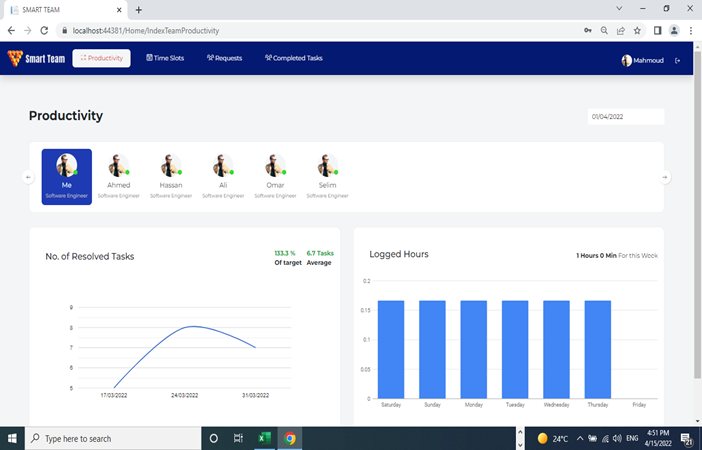 SMART TEAM
localhost:44381/Home/IndexTeamProductivity
Smart Team
Productivity
Time Slots
Requests
Completed Tasks
Mahmoud
Productivity
01/04/2022
Me
Software Engineer
Ahmed
Software Engineer
Hassan
Software Engineer
Ali
Software Engineer
Omar
Software Engineer
Selim
Software Engineer
No. of Resolved Tasks
133.3 %
Of target
6.7 Tasks
Average
9
8
7
6
5
17/03/2022 24/03/2022 31/03/2022
Logged Hours
1 Hours 0 Min For this Week
0.2
0.15
0.1
0.05
0
Saturday Sunday Monday Tuesday Wednesday Thursday Friday
Type here to search
24°C
ENG
4:51 PM
4/15/2022
21